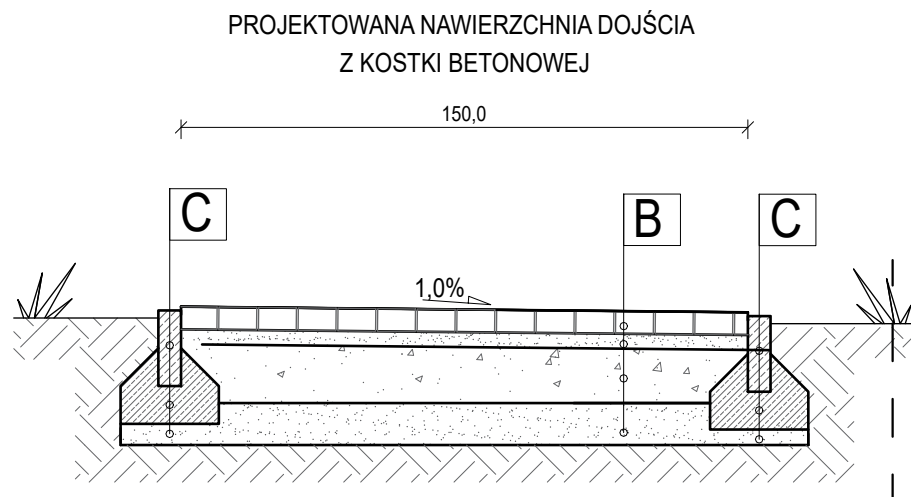 PROJEKTOWANA NAWIERZCHNIA DOJŚCIA
Z KOSTKI BETONOWEJ
150,0
C
B
C
1,0%